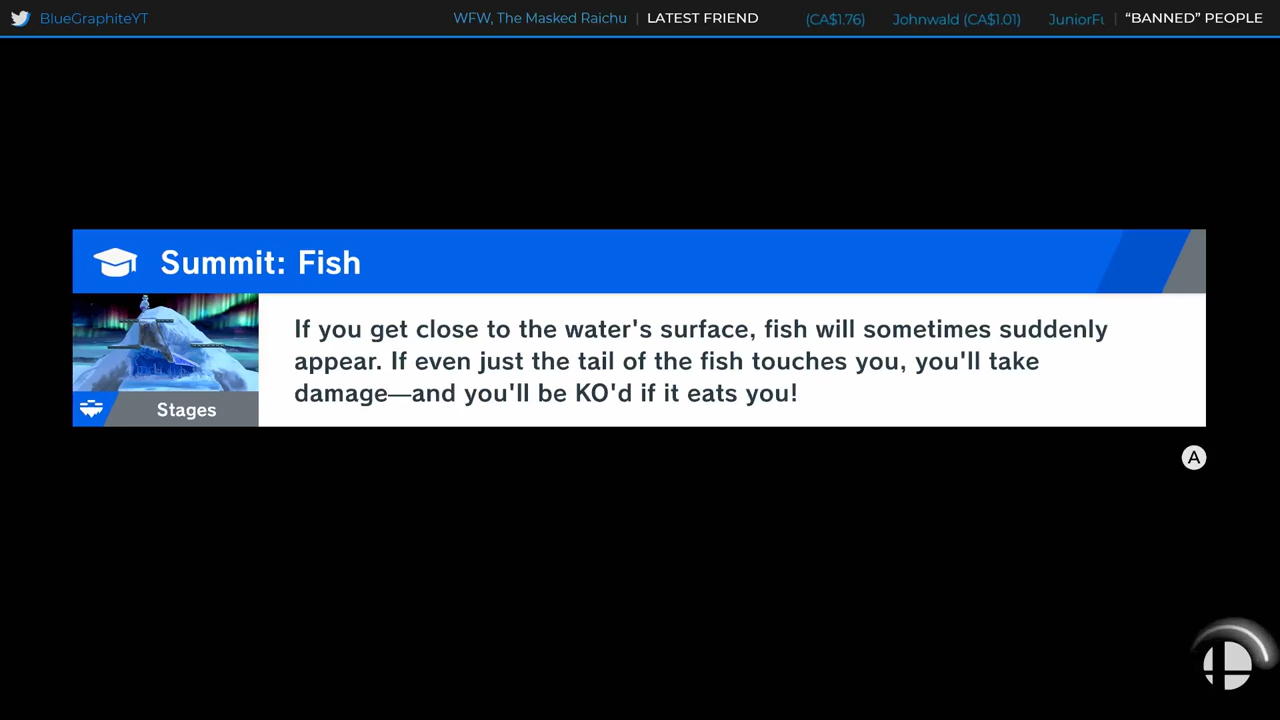 BlueGraphiteYT WFW, The Masked Raichu | LATEST FRIEND (CA$1.76) Johnwald (CA$1.01) JuniorFu | “BANNED” PEOPLE
Summit: Fish
If you get close to the water's surface, fish will sometimes suddenly
appear. If even just the tail of the fish touches you, you'll take
damage—and you'll be KO'd if it eats you!
Stages
A